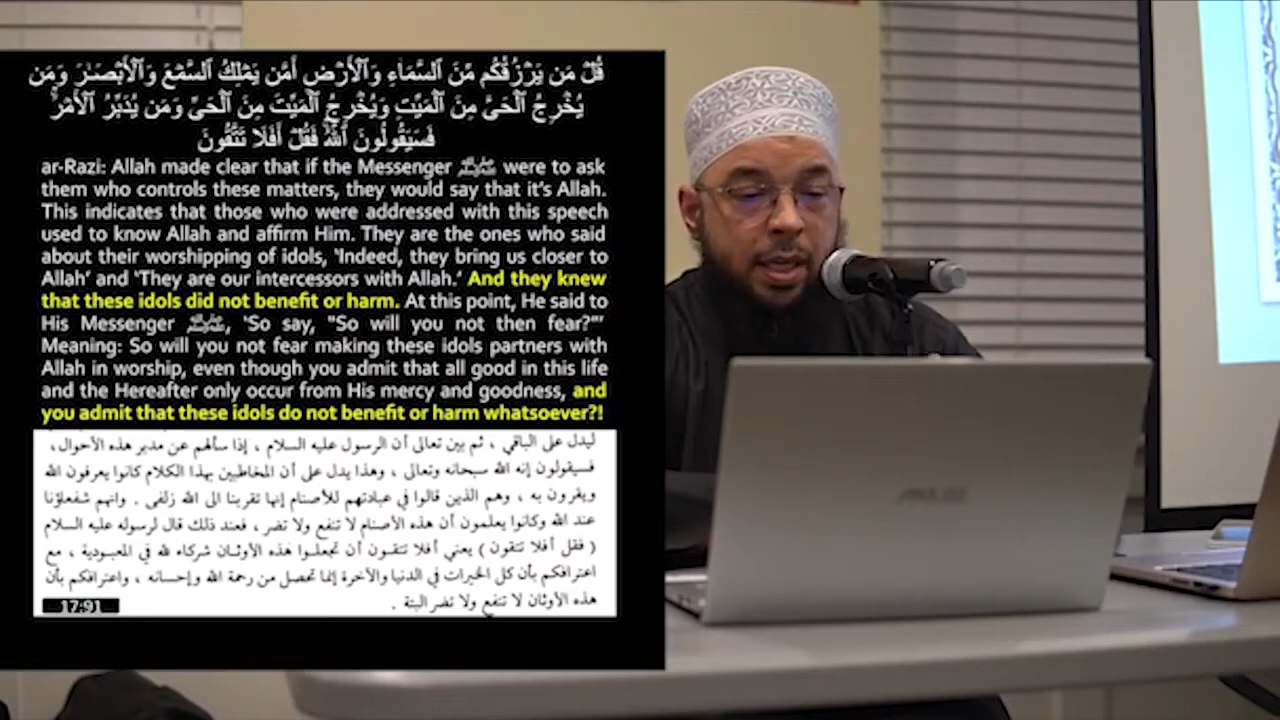 قُلْ مَن يَرْزُقُكُم مِّنَ ٱلسَّمَآءِ وَٱلْأَرْضِ أَمَّن يَمْلِكُ ٱلسَّمْعَ وَٱلْأَبْصَـٰرَ وَمَن
يُخْرِجُ ٱلْحَىَّ مِنَ ٱلْمَيِّتِ وَيُخْرِجُ ٱلْمَيِّتَ مِنَ ٱلْحَىِّ وَمَن يُدَبِّرُ ٱلْأَمْرَۚ
فَسَيَقُولُونَ ٱللَّهُۚ فَقُلْ أَفَلَا تَتَّقُونَ
ar-Razi: Allah made clear that if the Messenger ﷺ were to ask
them who controls these matters, they would say that it's Allah.
This indicates that those who were addressed with this speech
used to know Allah and affirm Him. They are the ones who said
about their worshipping of idols, 'Indeed, they bring us closer to
Allah' and 'They are our intercessors with Allah.' And they knew
that these idols did not benefit or harm. At this point, He said to
His Messenger ﷺ, 'So say, "So will you not then fear?"'
Meaning: So will you not fear making these idols partners with
Allah in worship, even though you admit that all good in this life
and the Hereafter only occur from His mercy and goodness, and
you admit that these idols do not benefit or harm whatsoever?!
ليدل على الباقي ، ثم بين تعالى أن الرسول عليه السلام ، إذا سألهم عن مدبر هذه الأحوال ،
فسيقولون إنه الله سبحانه وتعالى ، وهذا يدل على أن المخاطبين بهذا الكلام كانوا يعرفون الله
ويقرون به ، وهم الذين قالوا في عبادتهم للأصنام إنها تقربنا الى الله زلفى . وانهم شفعاؤنا
عند الله وكانوا يعلمون أن هذه الأصنام لا تنفع ولا تضر ، فعند ذلك قال لرسوله عليه السلام
( فقل أفلا تتقون ) يعني أفلا تتقون أن تجعلوا هذه الأوثان شركاء لله في المعبودية ، مع
اعترافكم بأن كل الخيرات في الدنيا والآخرة إنما تحصل من رحمة الله وإحسانه ، واعترافكم بأن
هذه الأوثان لا تنفع ولا تضر البتة .
17:91